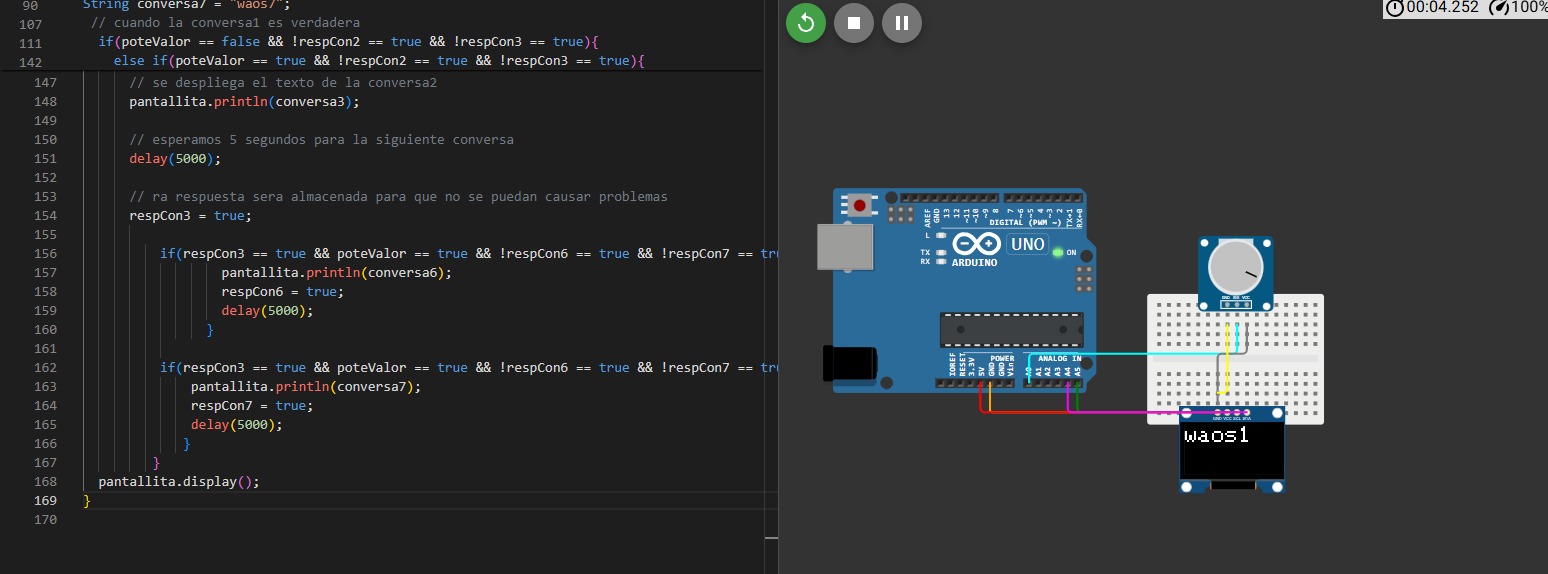 90 String conversa7 = "waos7";
107 // cuando la conversa1 es verdadera
111 if(poteValor == false && !respCon2 == true && !respCon3 == true){
142 else if(poteValor == true && !respCon2 == true && !respCon3 == true){
147 // se despliega el texto de la conversa2
148 pantallita.println(conversa3);
149
150 // esperamos 5 segundos para la siguiente conversa
151 delay(5000);
152
153 // ra respuesta sera almacenada para que no se puedan causar problemas
154 respCon3 = true;
155
156 if(respCon3 == true && poteValor == true && !respCon6 == true && !respCon7 == tru
157 pantallita.println(conversa6);
158 respCon6 = true;
159 delay(5000);
160 }
161
162 if(respCon3 == true && poteValor == true && !respCon6 == true && !respCon7 == tru
163 pantallita.println(conversa7);
164 respCon7 = true;
165 delay(5000);
166 }
167 }
168 pantallita.display();
169 }
170
00:04.252 100%
AREF GND 13 12 ~11 ~10 ~9 8 7 ~6 ~5 4 ~3 2 TX→1 RX←0
DIGITAL (PWM ~)
L
TX
RX
UNO
ON
ARDUINO
GND SIG VCC
IOREF RESET 3.3V 5V GND GND Vin
POWER
ANALOG IN
A0 A1 A2 A3 A4 A5
GND VCC SCL SDA
waos1